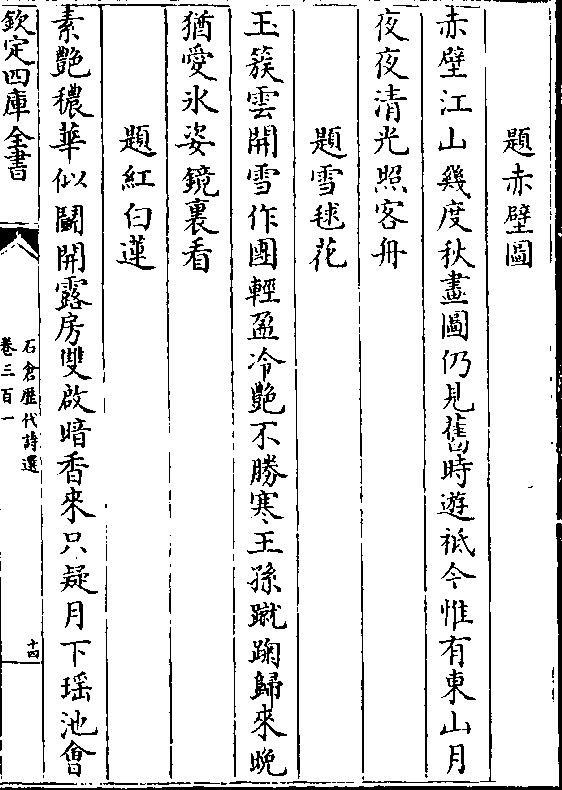 題赤壁圖
赤壁江山幾度秋畫圖仍見舊時遊祗今惟有東山月
夜夜清光照客舟
題雪毬花
玉簇雲開雪作團輕盈冷艷不勝寒王孫蹴踘歸來晚
猶愛氷姿鏡裏看
題紅白蓮
素艷穠華似鬬開露房雙啟暗香來只疑月下瑶池會
欽定四庫全書
石倉歷代詩選
卷三百一
十四